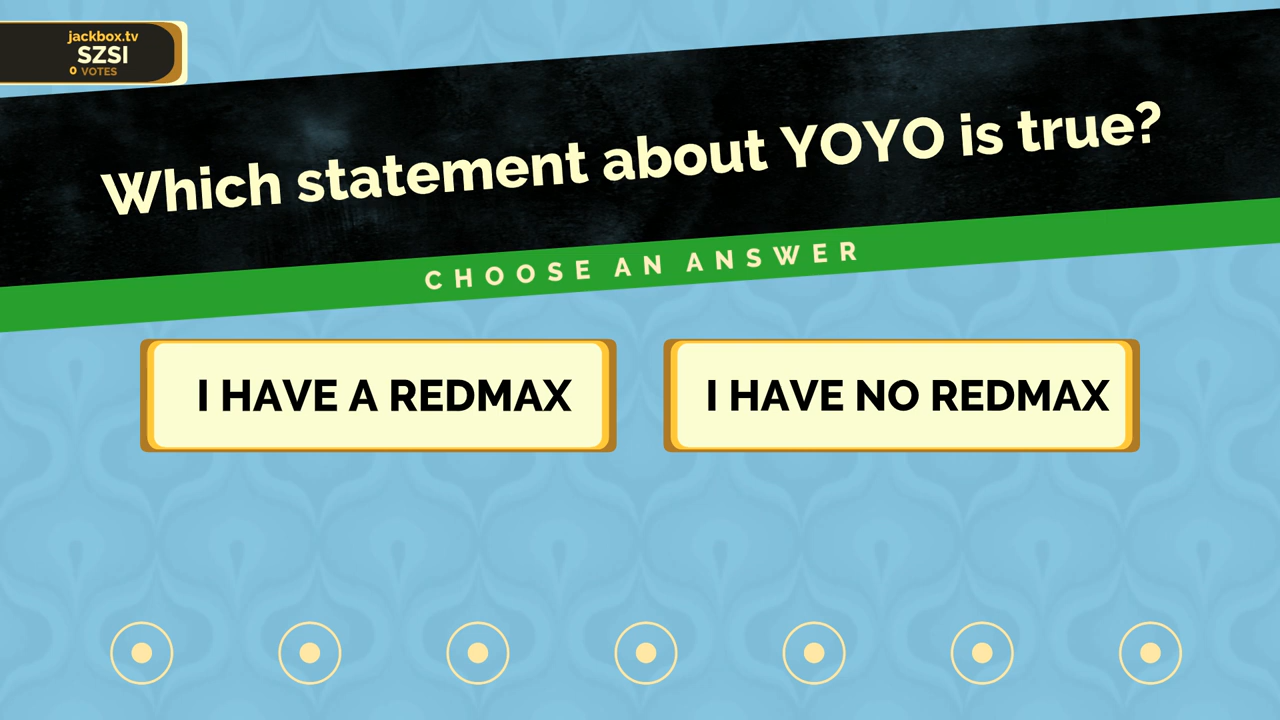 jackbox.tv
SZSI
0 VOTES
Which statement about YOYO is true?
CHOOSE AN ANSWER
I HAVE A REDMAX
I HAVE NO REDMAX